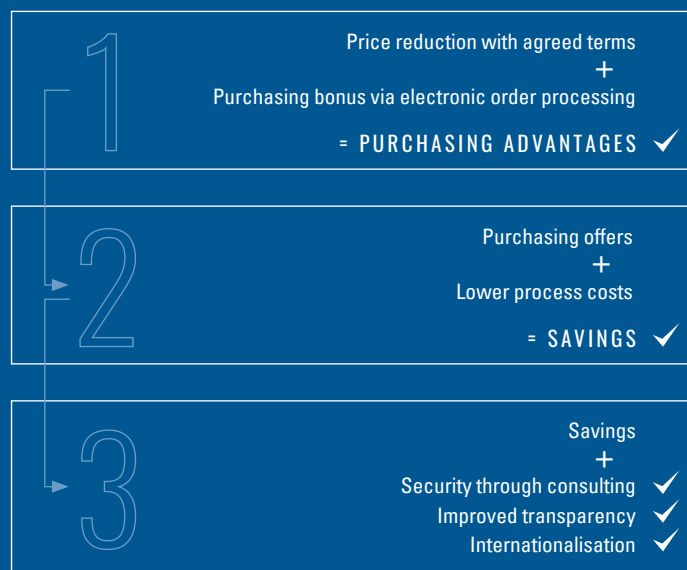 1
Price reduction with agreed terms
+
Purchasing bonus via electronic order processing
= PURCHASING ADVANTAGES
2
Purchasing offers
+
Lower process costs
= SAVINGS
3
Savings
+
Security through consulting
Improved transparency
Internationalisation